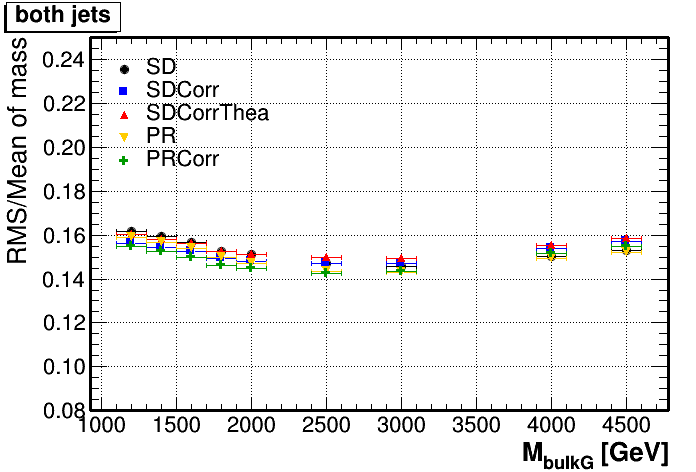 both jets
RMS/Mean of mass
0.24
0.22
0.20
0.18
0.16
0.14
0.12
0.10
0.08
SD
SDCorr
SDCorrThea
PR
PRCorr
1000 1500 2000 2500 3000 3500 4000 4500
M_bulkG [GeV]